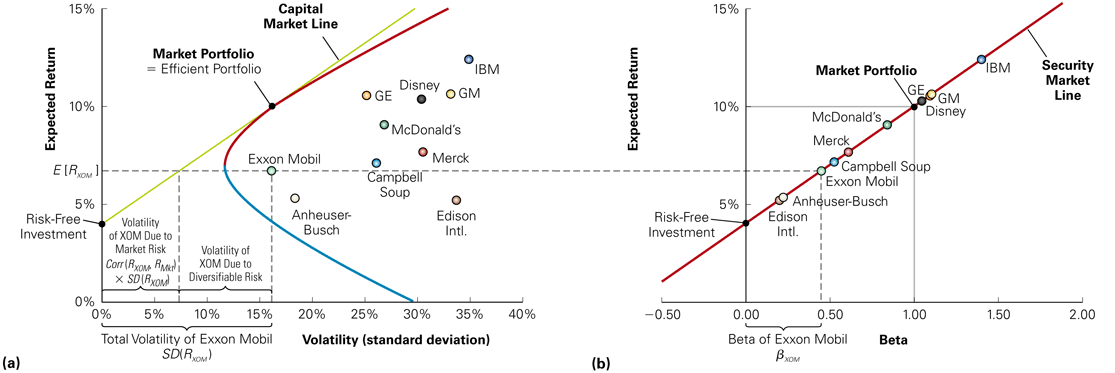 15%
Capital
Market Line
Market Portfolio
= Efficient Portfolio
Expected Return
IBM
GE
Disney
GM
10%
McDonald's
Exxon Mobil
Merck
E [R_XOM]
Campbell
Soup
5%
Anheuser-
Busch
Edison
Intl.
Risk-Free
Investment
Volatility
of XOM Due to
Market Risk
Corr(R_XOM, R_Mkt)
× SD(R_XOM)
Volatility of
XOM Due to
Diversifiable Risk
0%
0% 5% 10% 15% 20% 25% 30% 35% 40%
Total Volatility of Exxon Mobil
SD(R_XOM)
Volatility (standard deviation)
(a)
15%
Expected Return
IBM
Security
Market
Line
Market Portfolio
GE
GM
Disney
10%
McDonald's
Merck
Campbell Soup
Exxon Mobil
5%
Anheuser-Busch
Edison
Intl.
Risk-Free
Investment
0%
−0.50 0.00 0.50 1.00 1.50 2.00
Beta of Exxon Mobil
β_XOM
Beta
(b)